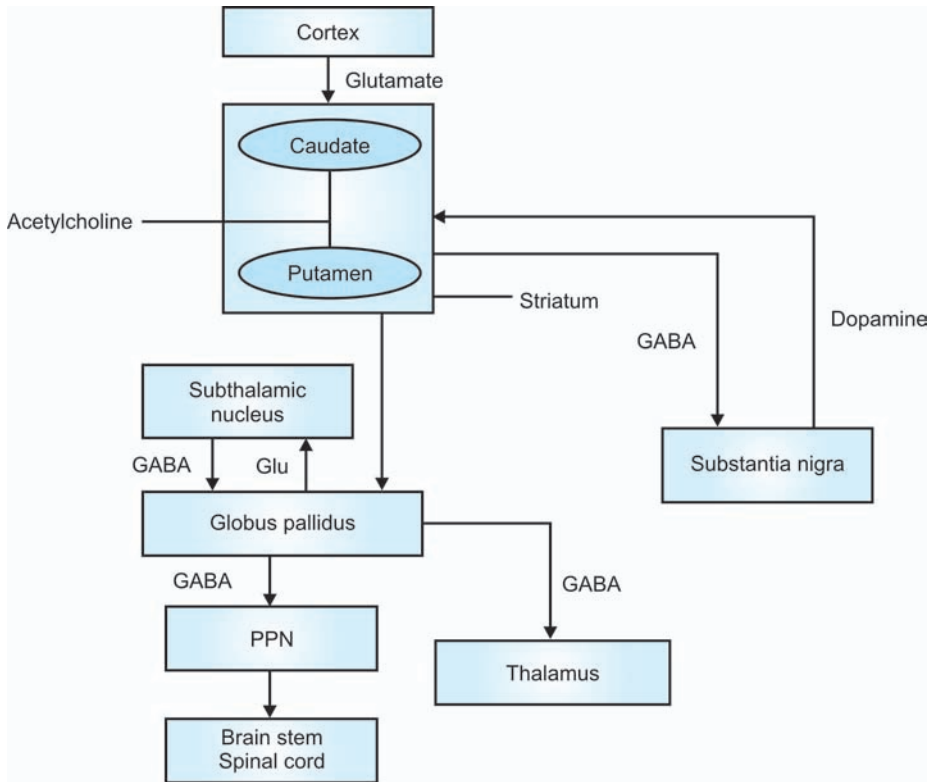 Cortex
Glutamate
Caudate
Acetylcholine
Putamen
Striatum
Dopamine
GABA
Subthalamic
nucleus
GABA
Glu
Substantia nigra
Globus pallidus
GABA
GABA
PPN
Thalamus
Brain stem
Spinal cord